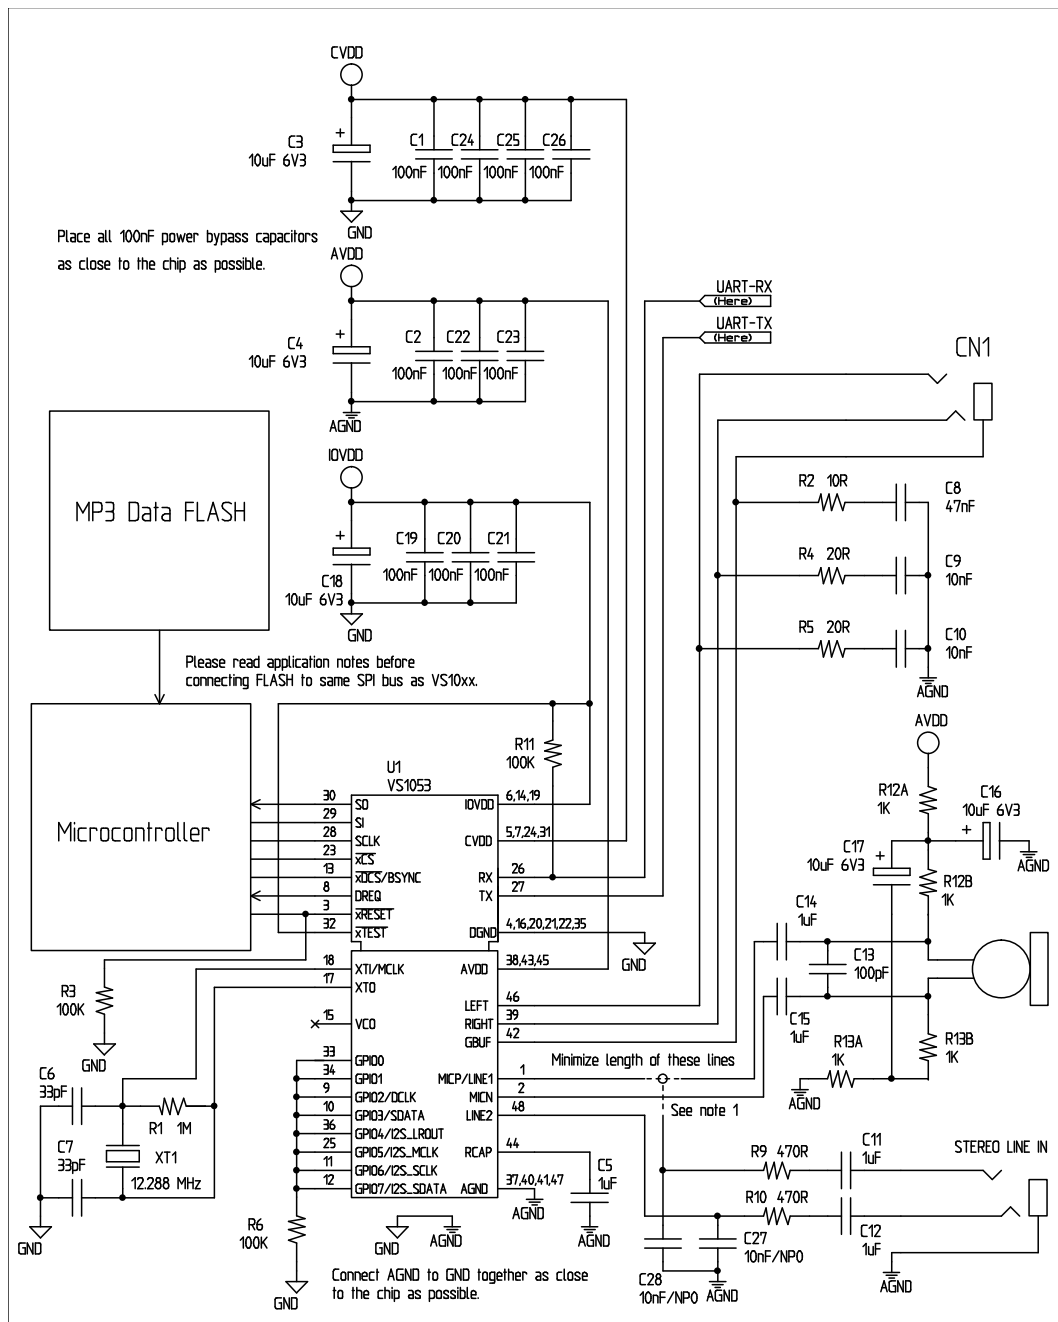 CVDD
C3
10uF 6V3
+
C1
100nF
C24
100nF
C25
100nF
C26
100nF
GND
Place all 100nF power bypass capacitors
as close to the chip as possible.
AVDD
C4
10uF 6V3
+
C2
100nF
C22
100nF
C23
100nF
AGND
UART-RX
(Here)
UART-TX
(Here)
CN1
IOVDD
+
C18
10uF 6V3
C19
100nF
C20
100nF
C21
100nF
GND
MP3 Data FLASH
R2 10R
C8
47nF
R4 20R
C9
10nF
R5 20R
C10
10nF
AGND
Please read application notes before
connecting FLASH to same SPI bus as VS10xx.
Microcontroller
R11
100K
U1
VS1053
30 SO
29 SI
28 SCLK
23 xCS
13 xDCS/BSYNC
8 DREQ
3 xRESET
32 xTEST
18 XTI/MCLK
17 XTO
15 VCO
33 GPIO0
34 GPIO1
9 GPIO2/DCLK
10 GPIO3/SDATA
36 GPIO4/I2S_LROUT
25 GPIO5/I2S_MCLK
11 GPIO6/I2S_SCLK
12 GPIO7/I2S_SDATA
IOVDD 6,14,19
CVDD 5,7,24,31
RX 26
TX 27
DGND 4,16,20,21,22,35
GND
AVDD 38,43,45
LEFT 46
RIGHT 39
GBUF 42
MICP/LINE1 1
MICN 2
LINE2 48
RCAP 44
AGND 37,40,41,47
AGND
C5
1uF
AGND
AVDD
R12A
1K
C16
10uF 6V3
+
AGND
C17
10uF 6V3
+
R12B
1K
C14
1uF
C13
100pF
C15
1uF
R13A
1K
R13B
1K
AGND
Minimize length of these lines
See note 1
R3
100K
GND
C6
33pF
C7
33pF
R1 1M
XT1
12.288 MHz
GND
R6
100K
GND
GND
AGND
Connect AGND to GND together as close
to the chip as possible.
R9 470R
C11
1uF
STEREO LINE IN
R10 470R
C12
1uF
C27
10nF/NP0
C28
10nF/NP0
AGND
AGND